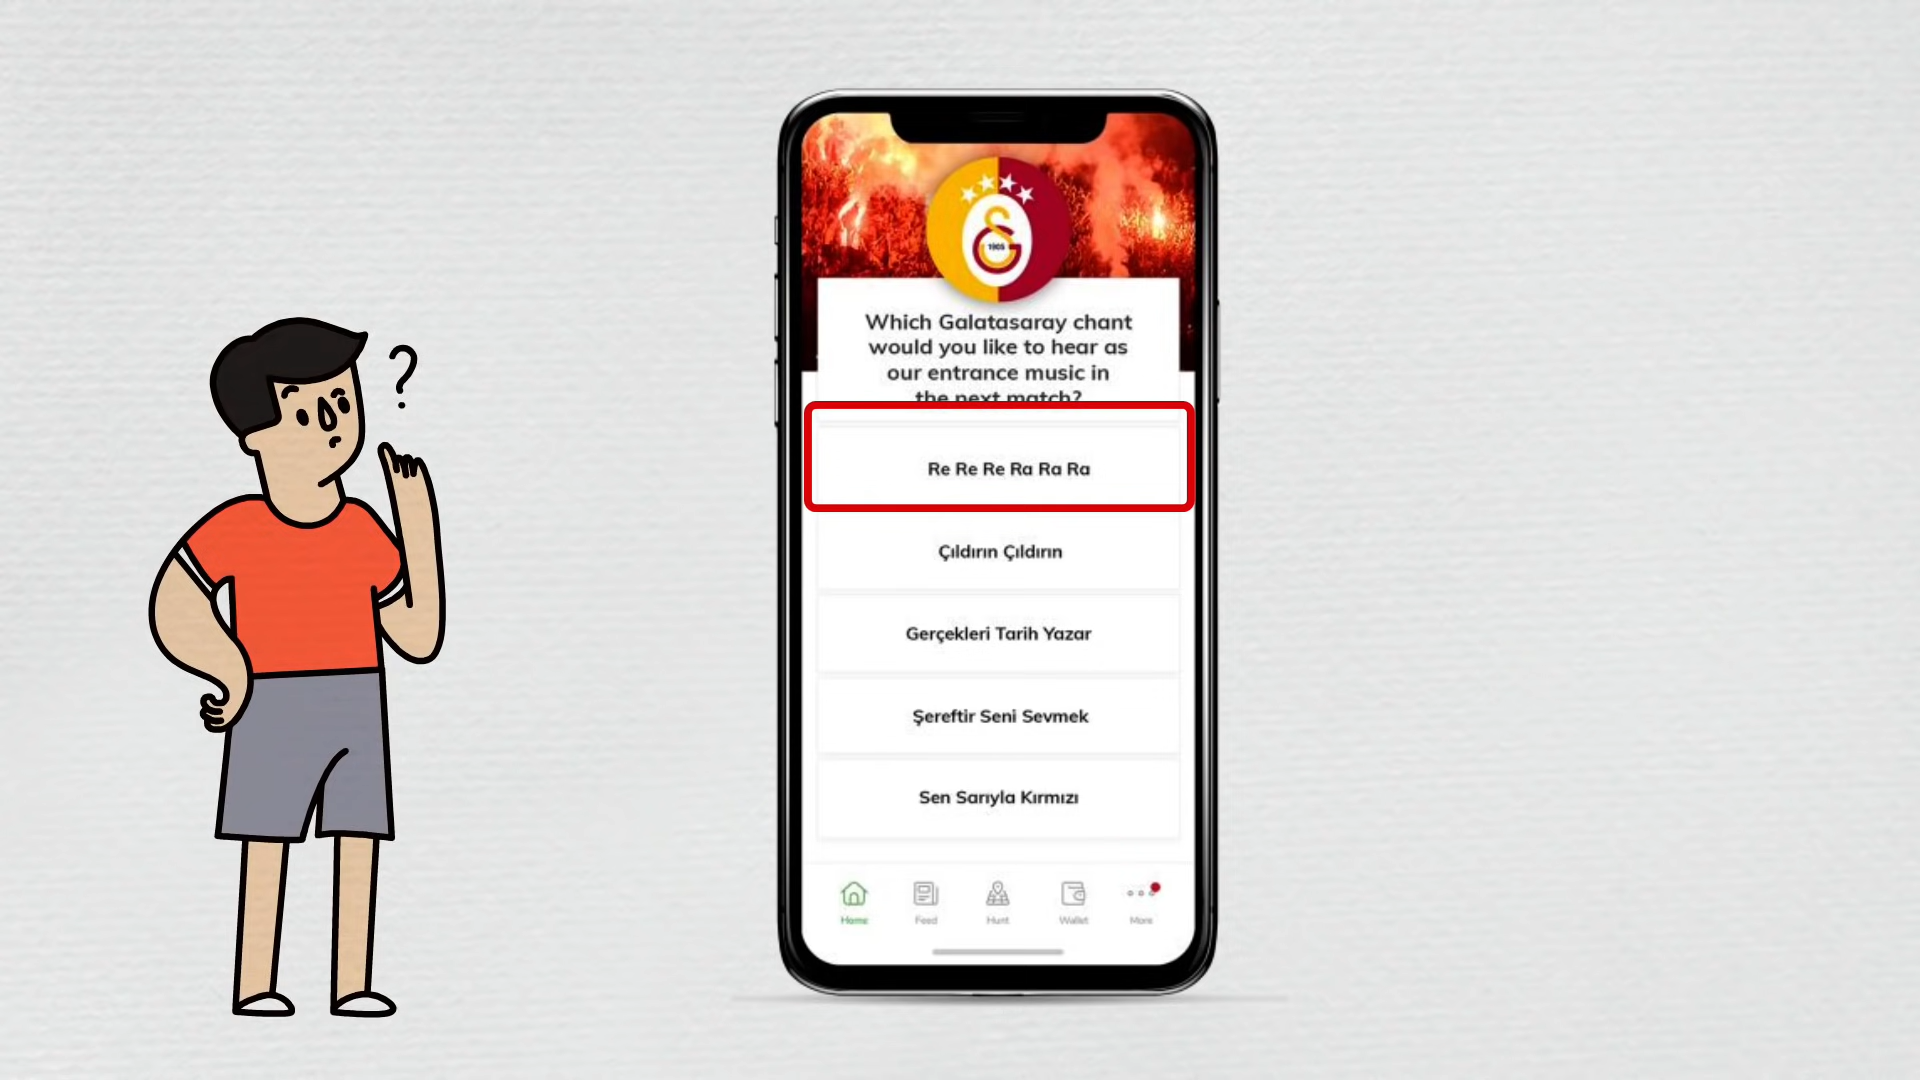 ?
1905
Which Galatasaray chant
would you like to hear as
our entrance music in
the next match?
Re Re Re Ra Ra Ra
Çıldırın Çıldırın
Gerçekleri Tarih Yazar
Şereftir Seni Sevmek
Sen Sarıyla Kırmızı
Home Feed Hunt Wallet More